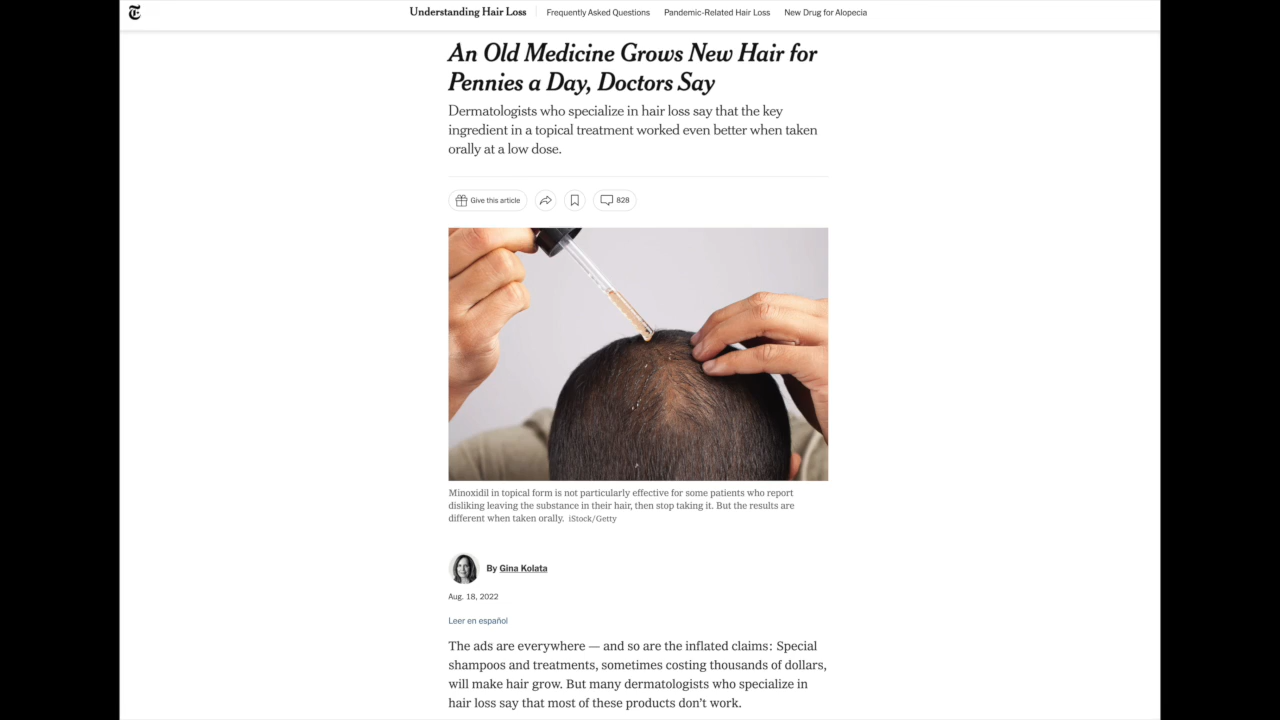 Understanding Hair Loss Frequently Asked Questions Pandemic-Related Hair Loss New Drug for Alopecia
An Old Medicine Grows New Hair for
Pennies a Day, Doctors Say
Dermatologists who specialize in hair loss say that the key
ingredient in a topical treatment worked even better when taken
orally at a low dose.
Give this article 828
Minoxidil in topical form is not particularly effective for some patients who report
disliking leaving the substance in their hair, then stop taking it. But the results are
different when taken orally. iStock/Getty
By Gina Kolata
Aug. 18, 2022
Leer en español
The ads are everywhere — and so are the inflated claims: Special
shampoos and treatments, sometimes costing thousands of dollars,
will make hair grow. But many dermatologists who specialize in
hair loss say that most of these products don’t work.